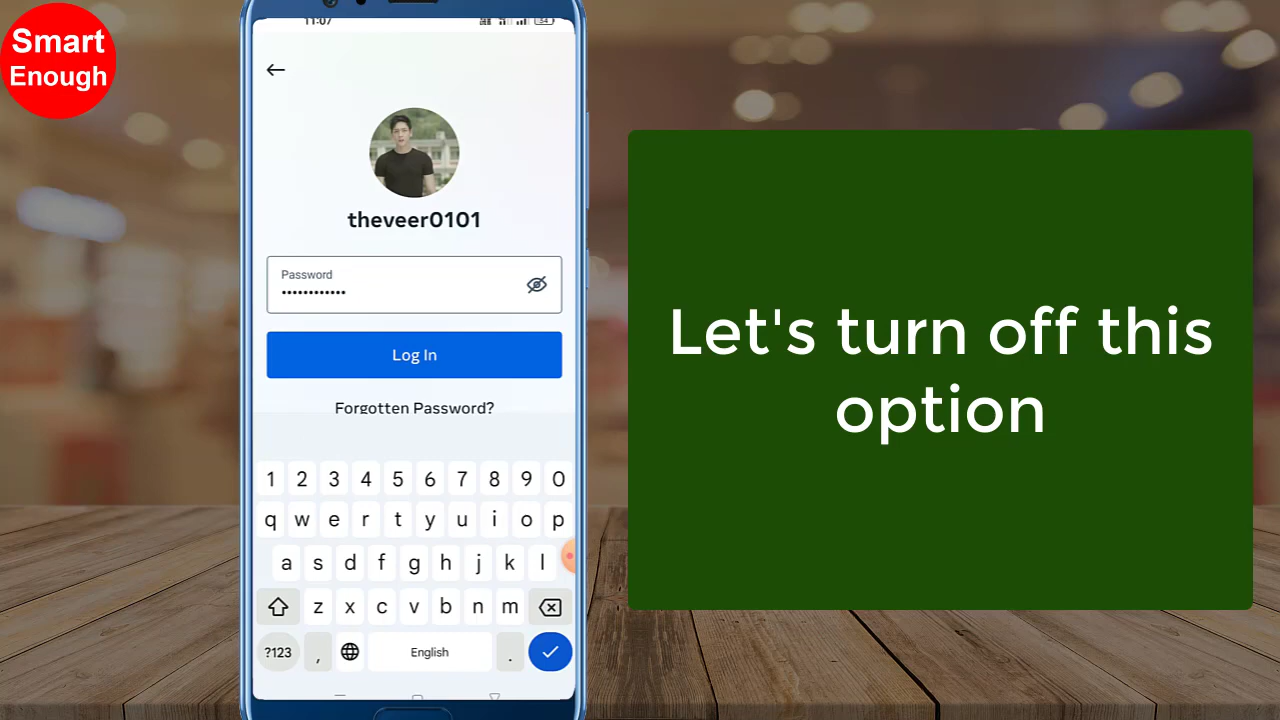 Smart
Enough
11:07
54
theveer0101
Password
••••••••••••
Log In
Forgotten Password?
1 2 3 4 5 6 7 8 9 0
q w e r t y u i o p
a s d f g h j k l
z x c v b n m
?123 , English .
Let's turn off this
option